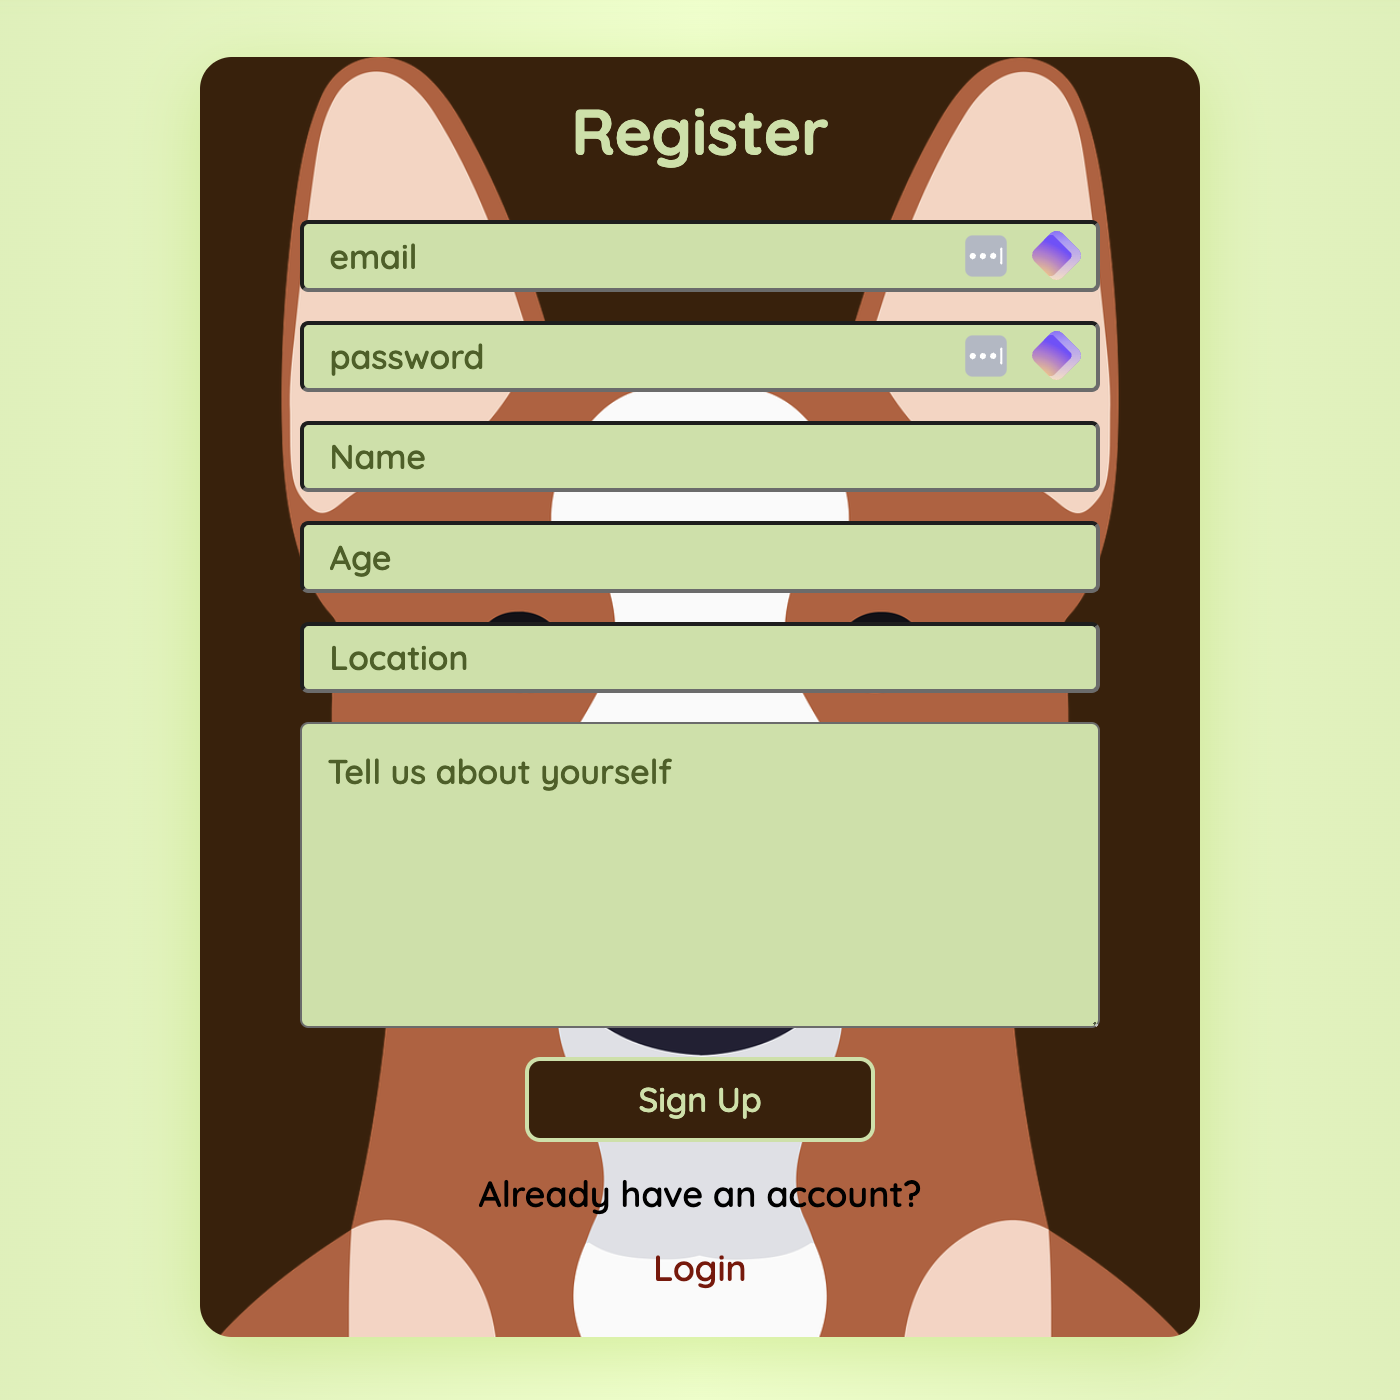 Register
email
password
Name
Age
Location
Tell us about yourself
Sign Up
Already have an account?
Login